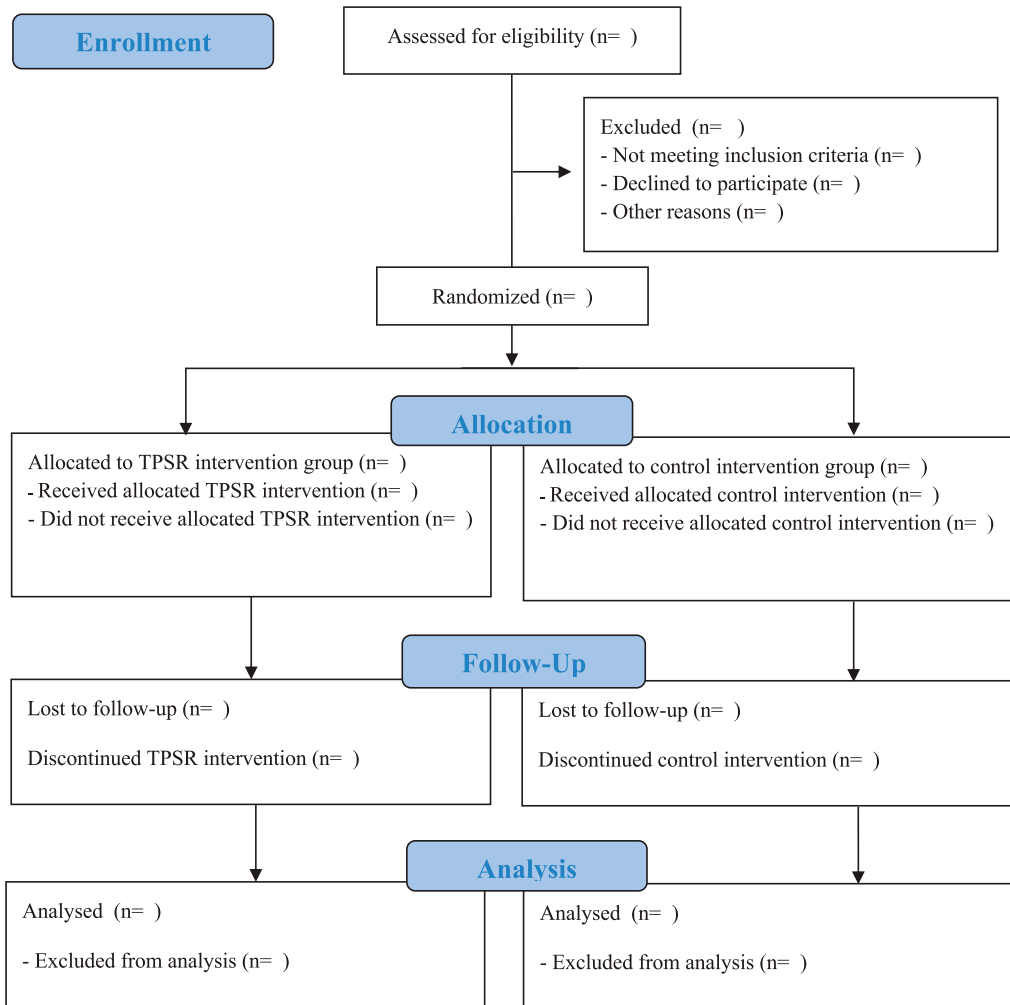 Enrollment
Assessed for eligibility (n=  )
Excluded  (n=   )
- Not meeting inclusion criteria (n=  )
- Declined to participate (n=  )
- Other reasons (n=  )
Randomized (n=  )
Allocation
Allocated to TPSR intervention group (n=  )
- Received allocated TPSR intervention (n=  )
- Did not receive allocated TPSR intervention (n=  )
Allocated to control intervention group (n=  )
- Received allocated control intervention (n=  )
- Did not receive allocated control intervention (n=  )
Follow-Up
Lost to follow-up (n=  )
Discontinued TPSR intervention (n=  )
Lost to follow-up (n=  )
Discontinued control intervention (n=  )
Analysis
Analysed  (n=  )
- Excluded from analysis (n=  )
Analysed  (n=  )
- Excluded from analysis (n=  )